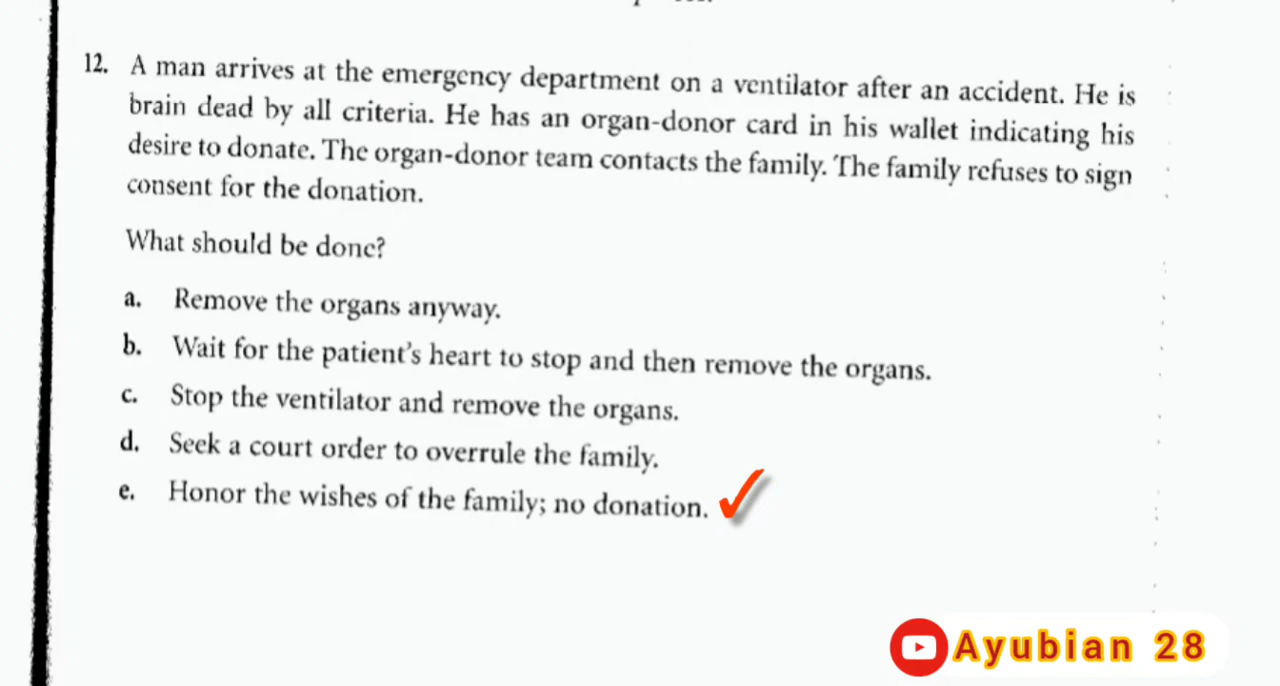 12. A man arrives at the emergency department on a ventilator after an accident. He is
brain dead by all criteria. He has an organ-donor card in his wallet indicating his
desire to donate. The organ-donor team contacts the family. The family refuses to sign
consent for the donation.
What should be done?
a. Remove the organs anyway.
b. Wait for the patient's heart to stop and then remove the organs.
c. Stop the ventilator and remove the organs.
d. Seek a court order to overrule the family.
e. Honor the wishes of the family; no donation.
Ayubian 28